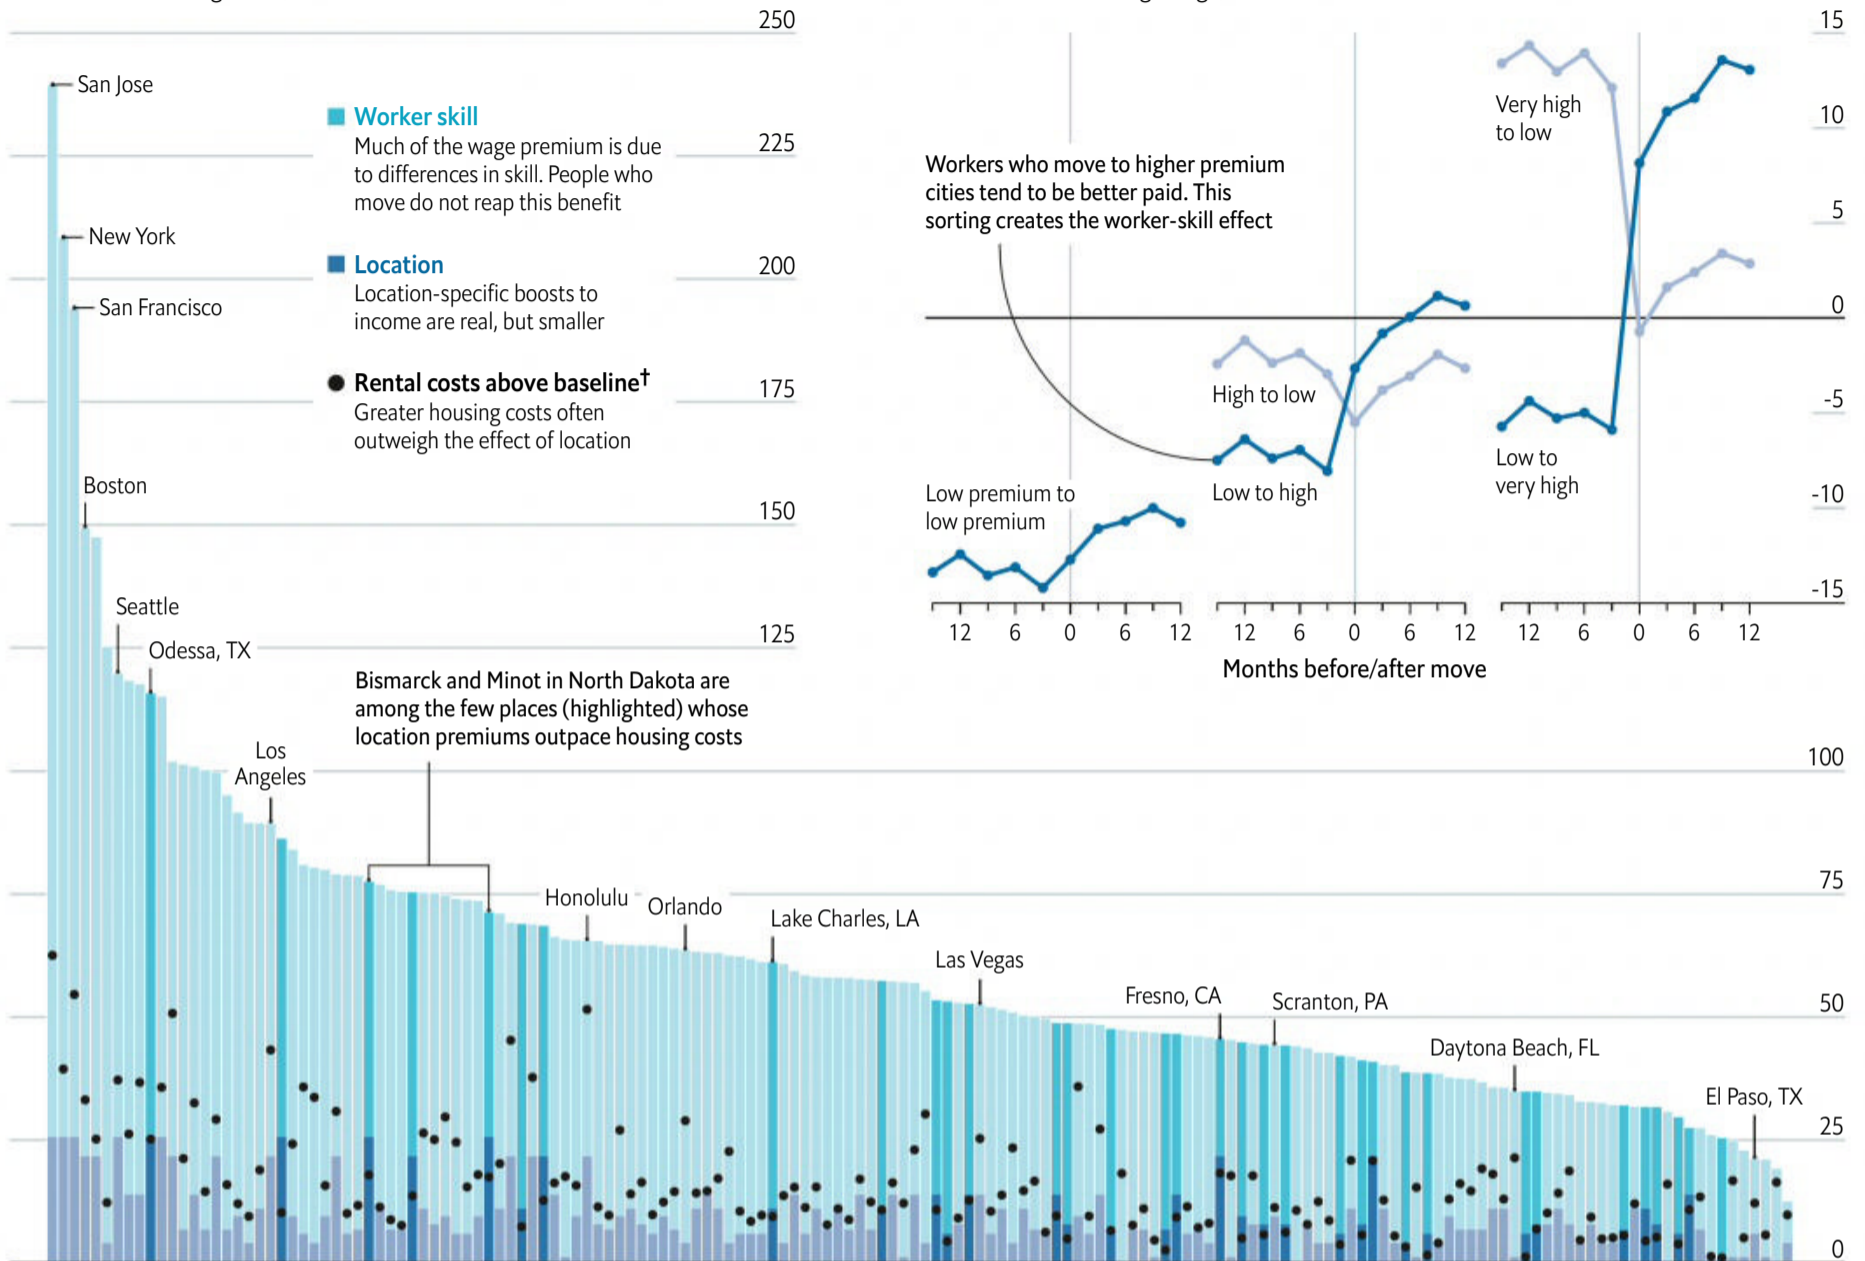 250
225
200
175
150
125
100
75
50
25
0
San Jose
New York
San Francisco
Boston
Seattle
Odessa, TX
Los
Angeles
Honolulu
Orlando
Lake Charles, LA
Las Vegas
Fresno, CA
Scranton, PA
Daytona Beach, FL
El Paso, TX
Worker skill
Much of the wage premium is due
to differences in skill. People who
move do not reap this benefit
Location
Location-specific boosts to
income are real, but smaller
Rental costs above baseline†
Greater housing costs often
outweigh the effect of location
Bismarck and Minot in North Dakota are
among the few places (highlighted) whose
location premiums outpace housing costs
15
10
5
0
-5
-10
-15
Workers who move to higher premium
cities tend to be better paid. This
sorting creates the worker-skill effect
Low premium to
low premium
High to low
Low to high
Very high
to low
Low to
very high
12 6 0 6 12
12 6 0 6 12
12 6 0 6 12
Months before/after move